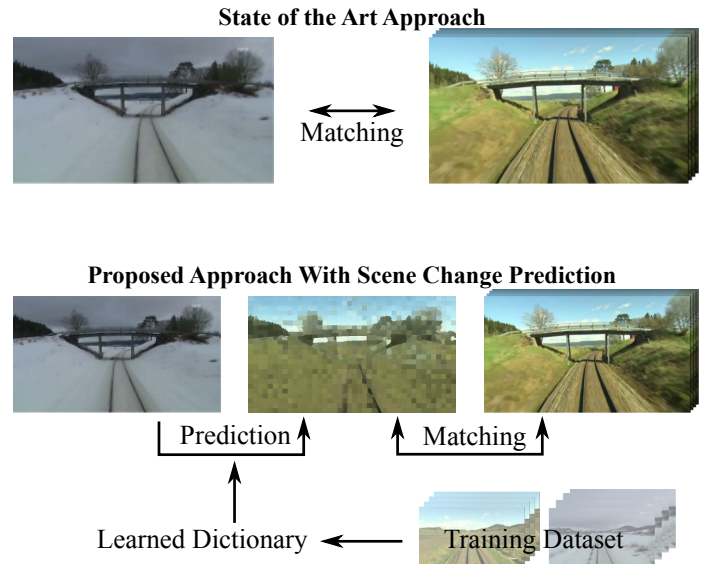 State of the Art Approach
Matching
Proposed Approach With Scene Change Prediction
Prediction
Matching
Learned Dictionary
Training Dataset